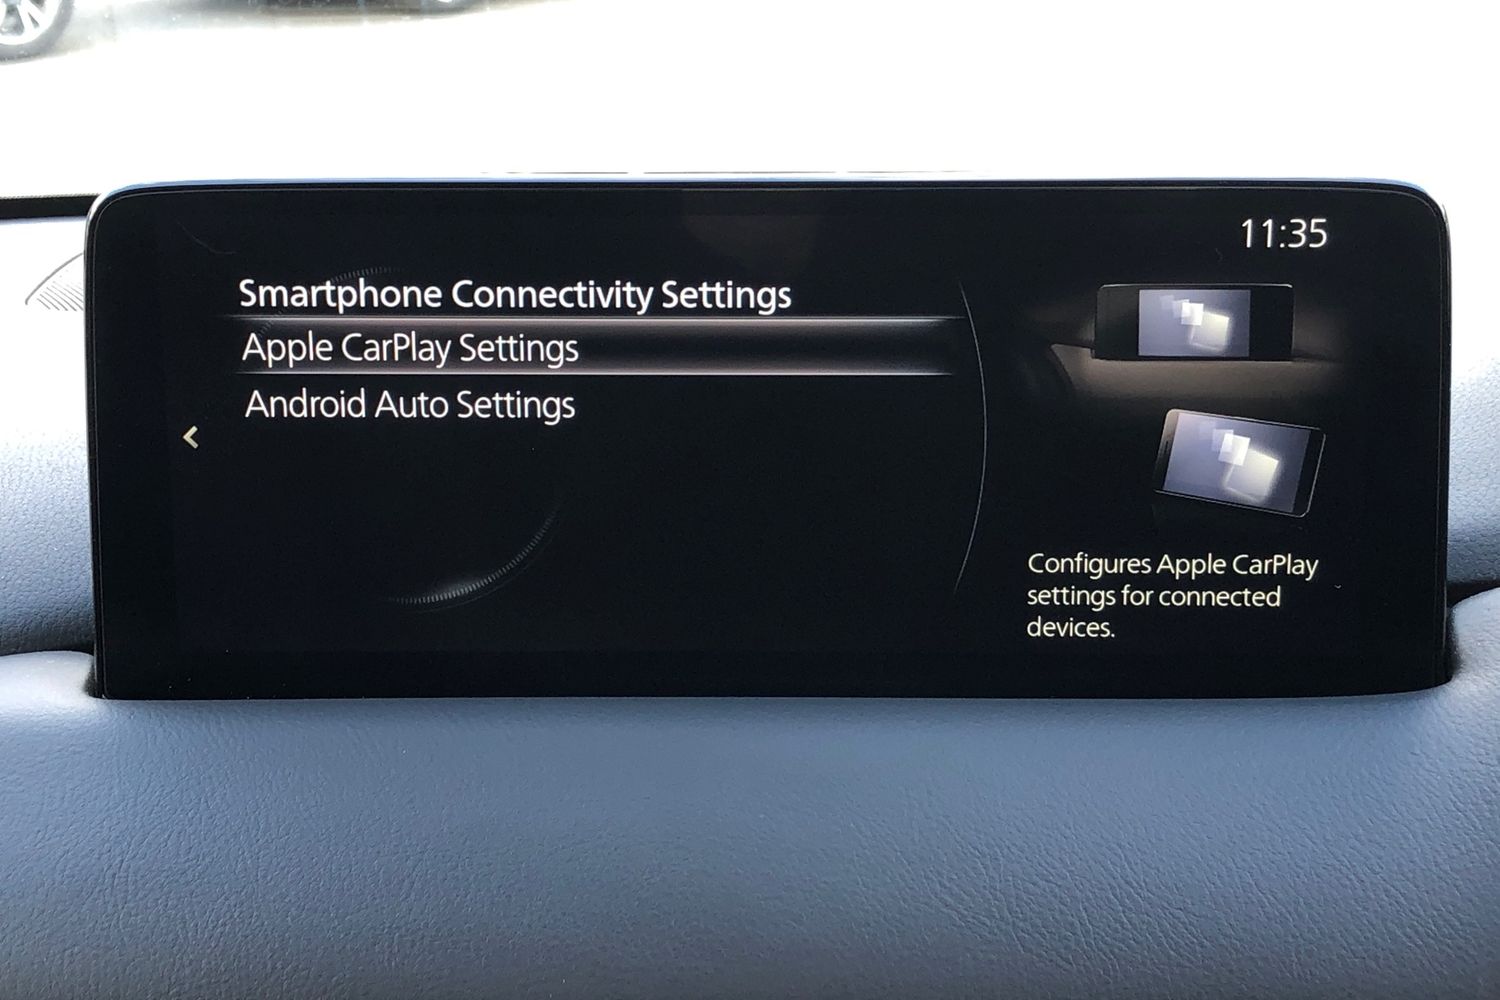 11:35
Smartphone Connectivity Settings
Apple CarPlay Settings
Android Auto Settings
Configures Apple CarPlay
settings for connected
devices.